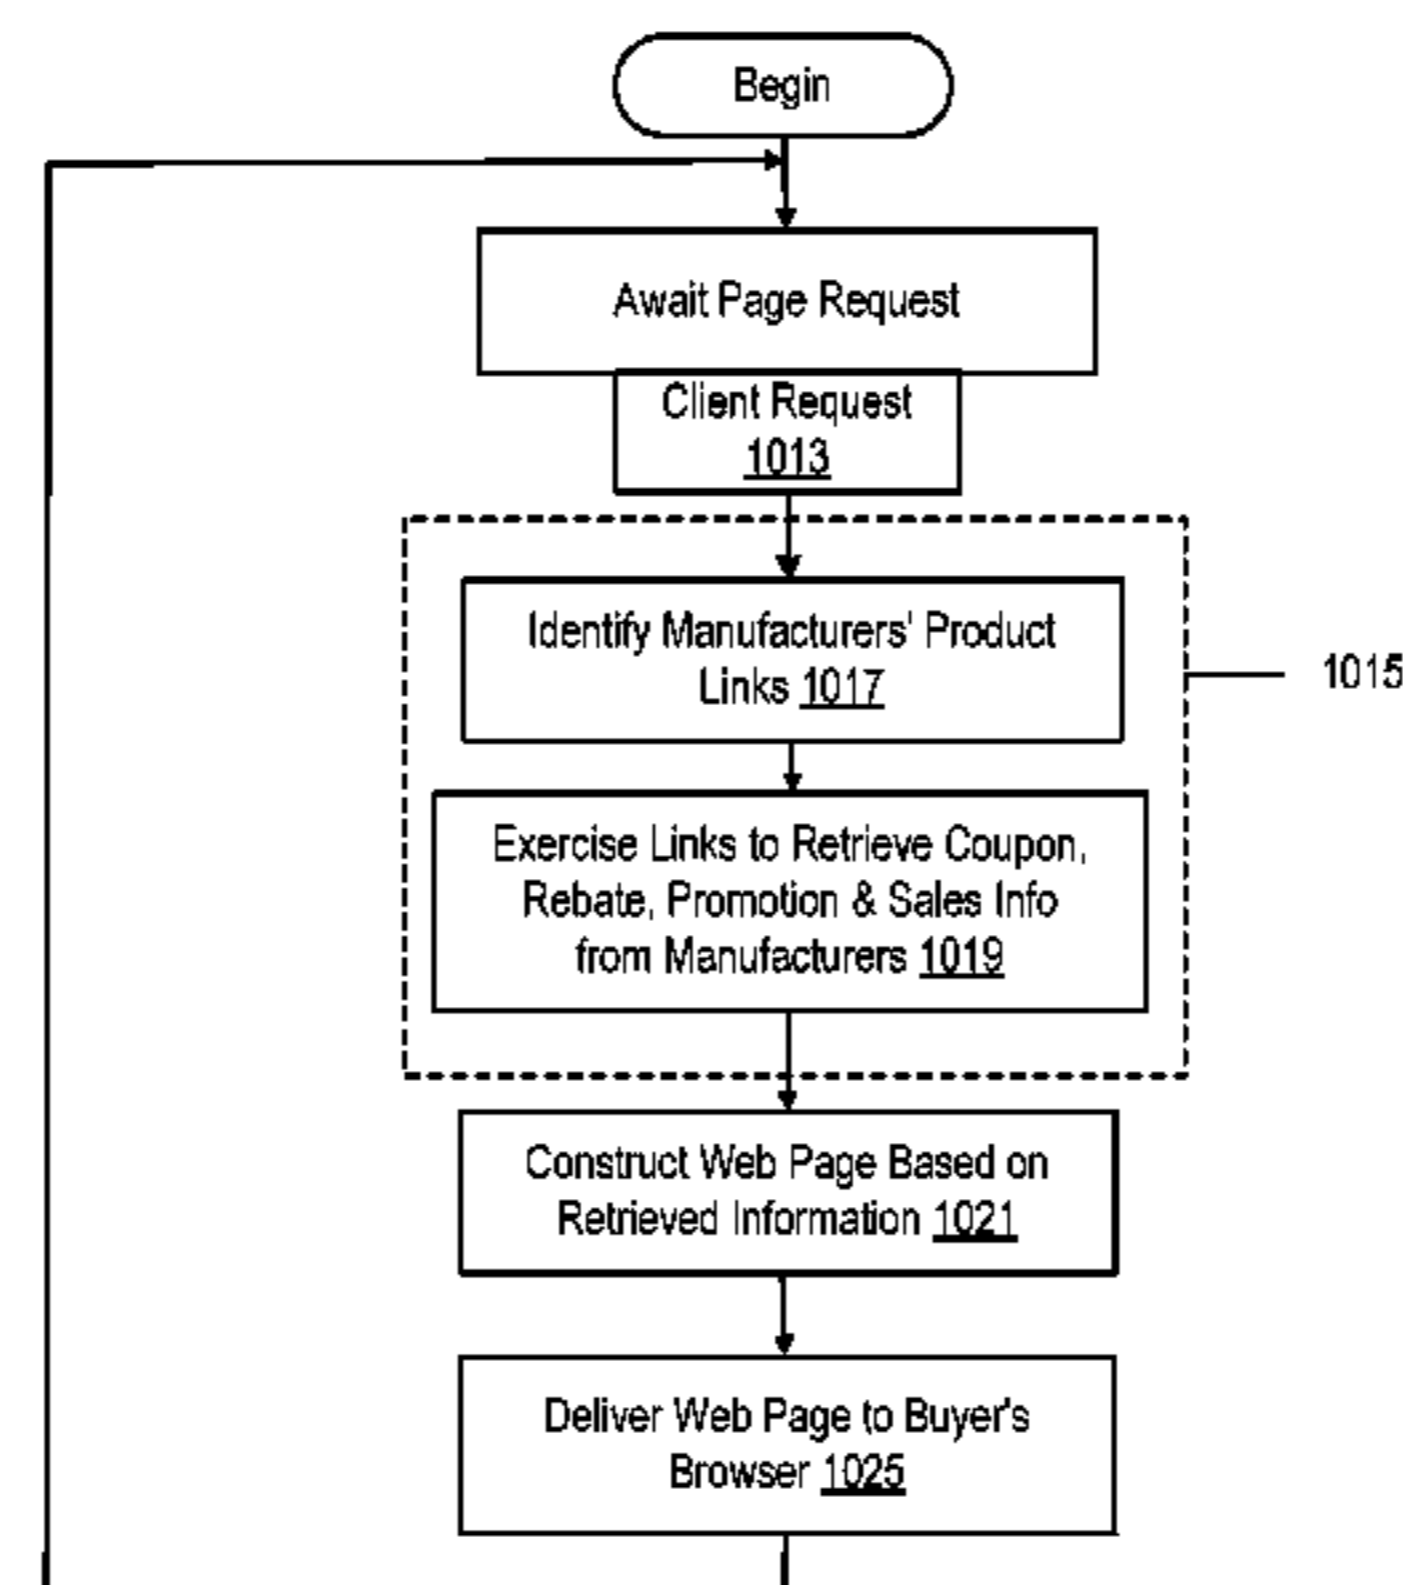 Begin
Await Page Request
Client Request
1013
Identify Manufacturers' Product
Links 1017
1015
Exercise Links to Retrieve Coupon,
Rebate, Promotion & Sales Info
from Manufacturers 1019
Construct Web Page Based on
Retrieved Information 1021
Deliver Web Page to Buyer's
Browser 1025